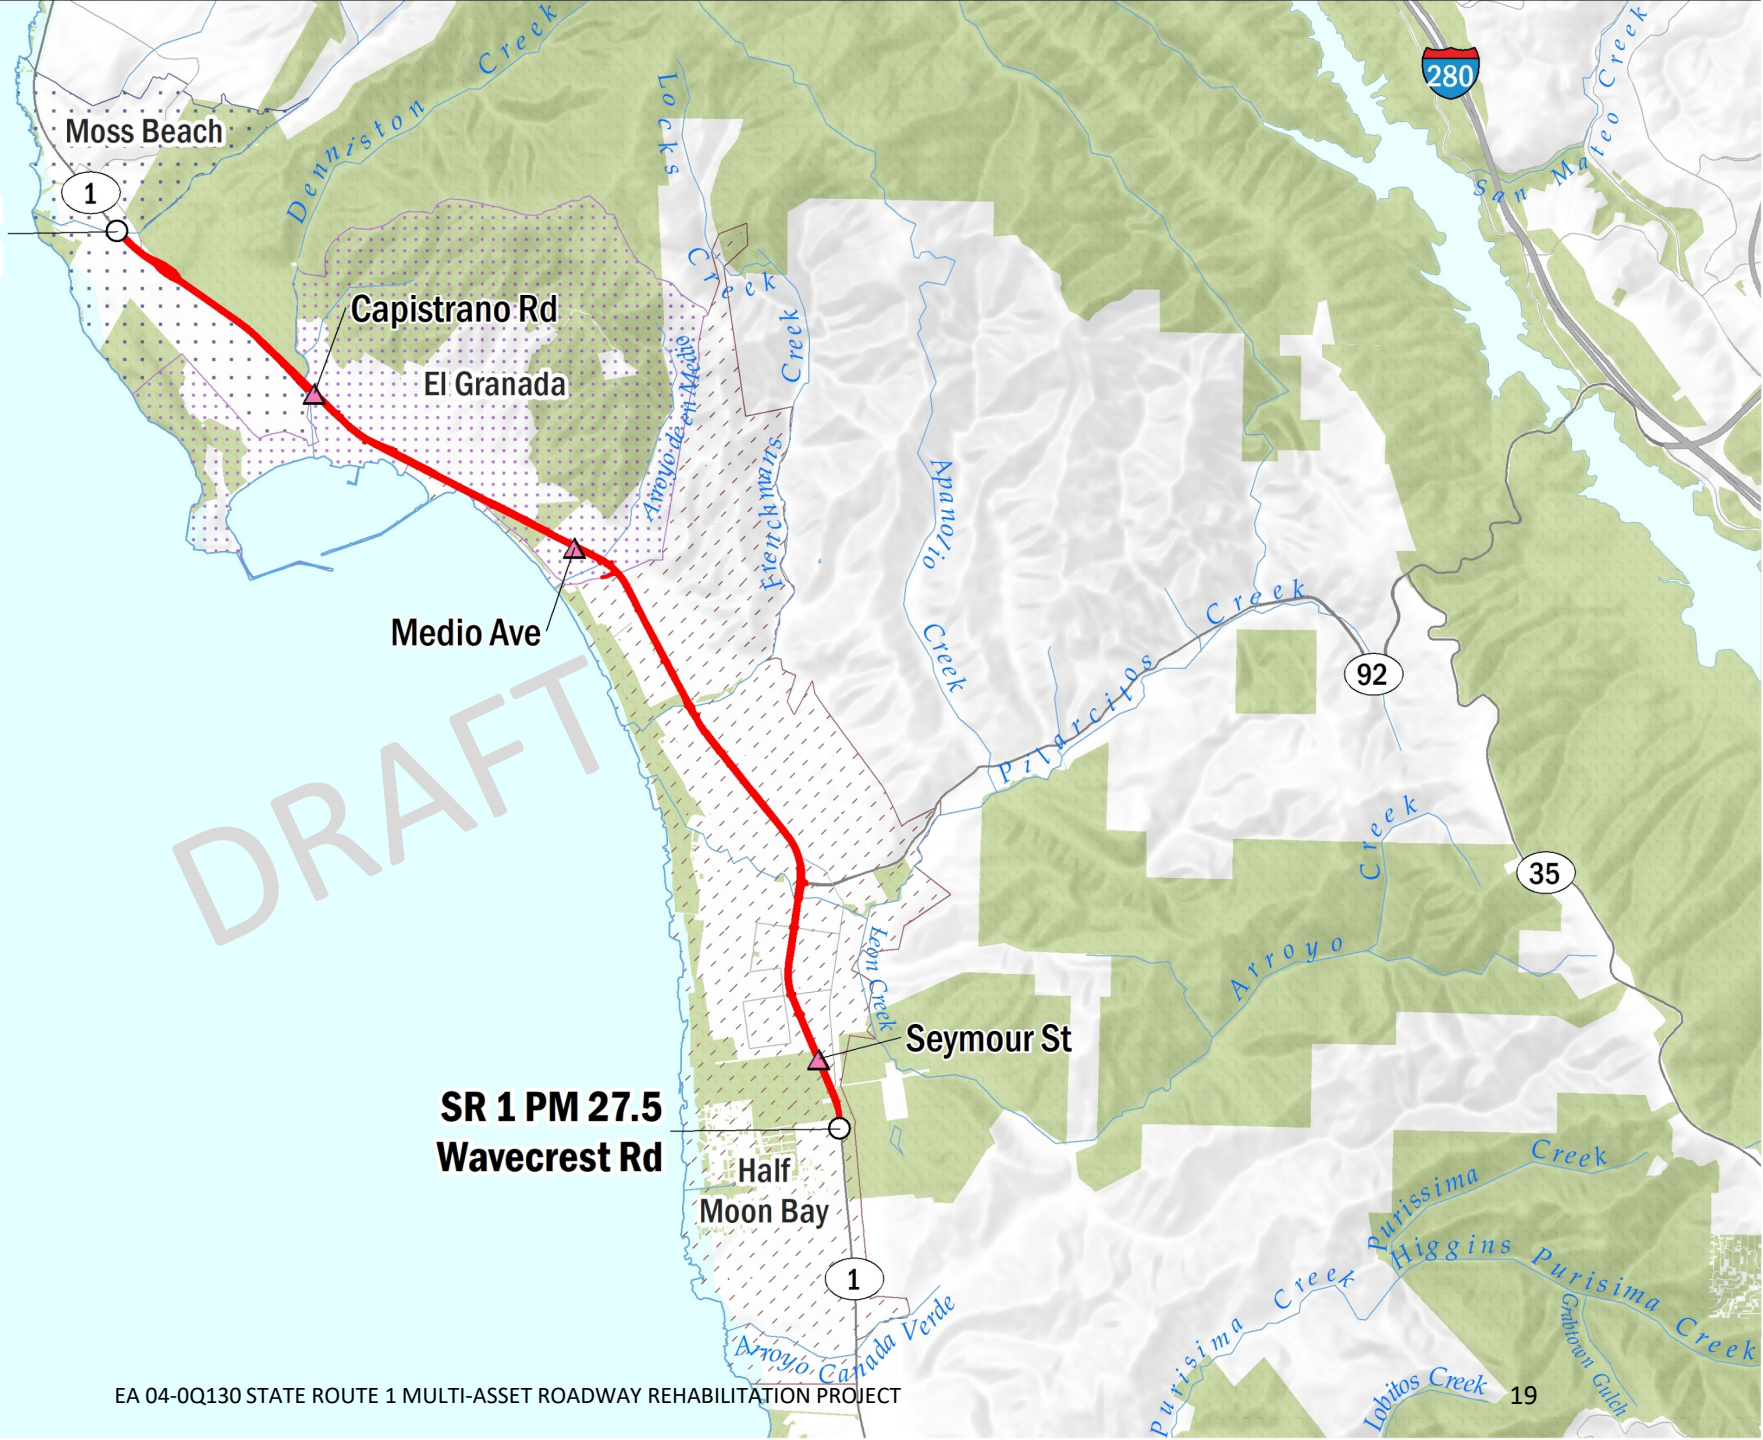 Denniston Creek
Locks Creek
280
San Mateo Creek
Moss Beach
1
Capistrano Rd
El Granada
Arroyo de en Medio
Frenchmans Creek
Apanolio Creek
Medio Ave
Pilarcitos Creek
92
DRAFT
Creek
Arroyo
35
Leon Creek
Seymour St
SR 1 PM 27.5
Wavecrest Rd
Half
Moon Bay
1
Purissima Creek
Higgins Purisima Creek
Purisima Creek
Grabtown Gulch
Arroyo Canada Verde
Lobitos Creek
EA 04-0Q130 STATE ROUTE 1 MULTI-ASSET ROADWAY REHABILITATION PROJECT
19